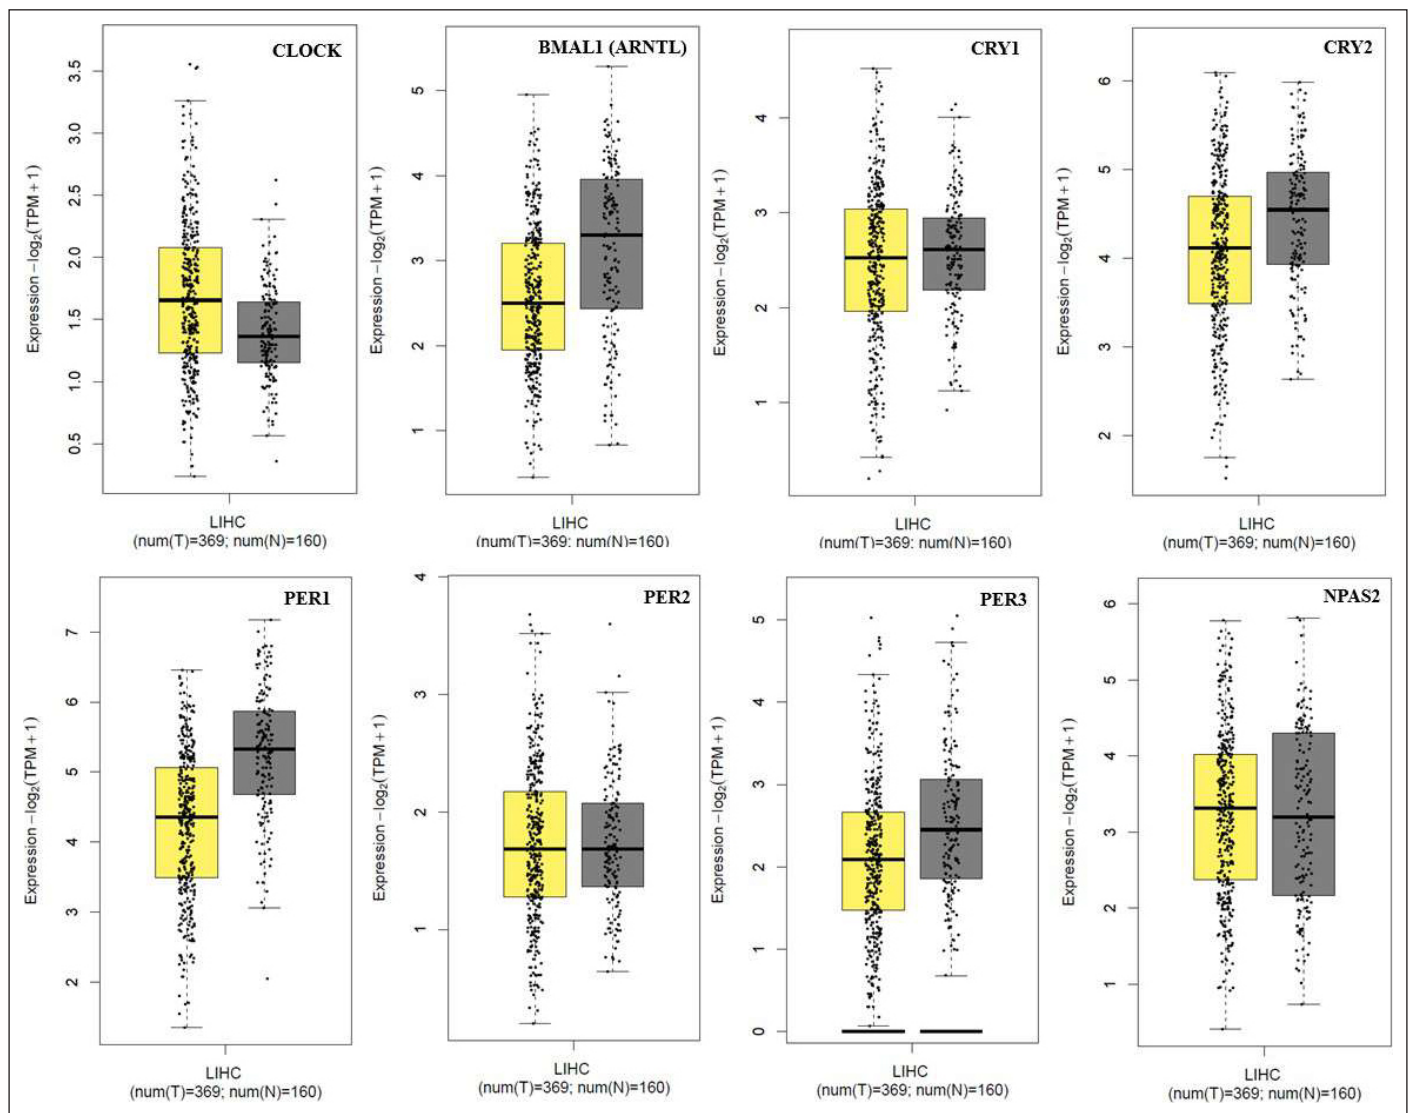 CLOCK
Expression − log2(TPM + 1)
3.5
3.0
2.5
2.0
1.5
1.0
0.5
LIHC
(num(T)=369; num(N)=160)
BMAL1 (ARNTL)
Expression − log2(TPM + 1)
5
4
3
2
1
LIHC
(num(T)=369; num(N)=160)
CRY1
Expression − log2(TPM + 1)
4
3
2
1
LIHC
(num(T)=369; num(N)=160)
CRY2
Expression − log2(TPM + 1)
6
5
4
3
2
LIHC
(num(T)=369; num(N)=160)
PER1
Expression − log2(TPM + 1)
7
6
5
4
3
2
LIHC
(num(T)=369; num(N)=160)
PER2
Expression − log2(TPM + 1)
4
3
2
1
LIHC
(num(T)=369; num(N)=160)
PER3
Expression − log2(TPM + 1)
5
4
3
2
1
0
LIHC
(num(T)=369; num(N)=160)
NPAS2
Expression − log2(TPM + 1)
6
5
4
3
2
1
LIHC
(num(T)=369; num(N)=160)